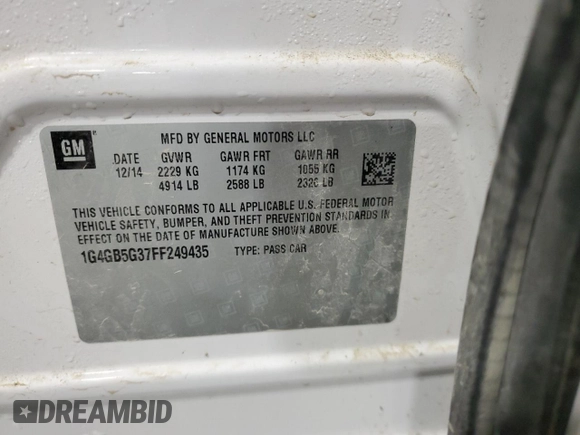 GM
MFD BY GENERAL MOTORS LLC
DATE GVWR GAWR FRT GAWR RR
12/14 2229 KG 1174 KG 1055 KG
4914 LB 2588 LB 2326 LB
THIS VEHICLE CONFORMS TO ALL APPLICABLE U.S. FEDERAL MOTOR
VEHICLE SAFETY, BUMPER, AND THEFT PREVENTION STANDARDS IN
EFFECT ON THE DATE OF MANUFACTURE SHOWN ABOVE.
1G4GB5G37FF249435 TYPE: PASS CAR
DREAMBID